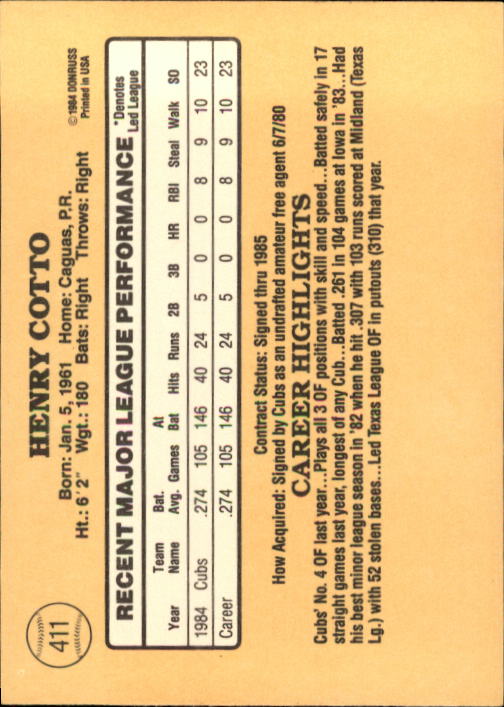 411
HENRY COTTO
©1984 DONRUSS
Printed in USA
Born: Jan. 5, 1961 Home: Caguas, P.R.
Ht.: 6'2" Wgt.: 180 Bats: Right Throws: Right
RECENT MAJOR LEAGUE PERFORMANCE *Denotes Led League
Year Team Name Bat. Avg. Games At Bat Hits Runs 2B 3B HR RBI Steal Walk SO
1984 Cubs .274 105 146 40 24 5 0 0 8 9 10 23
Career .274 105 146 40 24 5 0 0 8 9 10 23
Contract Status: Signed thru 1985
How Acquired: Signed by Cubs as an undrafted amateur free agent 6/7/80
CAREER HIGHLIGHTS
Cubs' No. 4 OF last year...Plays all 3 OF positions with skill and speed...Batted safely in 17
straight games last year, longest of any Cub...Batted .261 in 104 games at Iowa in '83...Had
his best minor league season in '82 when he hit .307 with 103 runs scored at Midland (Texas
Lg.) with 52 stolen bases...Led Texas League OF in putouts (310) that year.